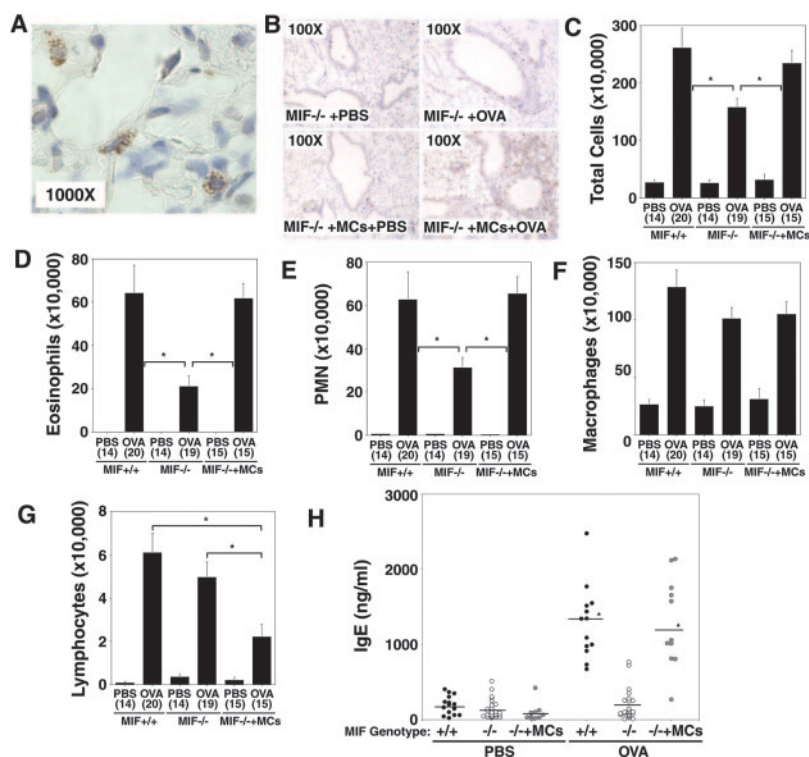 A
1000X
B
100X
MIF-/- +PBS
100X
MIF-/- +OVA
100X
MIF-/- +MCs+PBS
100X
MIF-/- +MCs+OVA
C
Total Cells (x10,000)
300
200
100
0
PBS OVA PBS OVA PBS OVA
(14) (20) (14) (19) (15) (15)
MIF+/+ MIF-/- MIF-/-+MCs
* *
D
Eosinophils (x10,000)
80
60
40
20
0
* *
PBS OVA PBS OVA PBS OVA
(14) (20) (14) (19) (15) (15)
MIF+/+ MIF-/- MIF-/-+MCs
E
PMN (x10,000)
80
60
40
20
0
* *
PBS OVA PBS OVA PBS OVA
(14) (20) (14) (19) (15) (15)
MIF+/+ MIF-/- MIF-/-+MCs
F
Macrophages (x10,000)
150
100
50
0
PBS OVA PBS OVA PBS OVA
(14) (20) (14) (19) (15) (15)
MIF+/+ MIF-/- MIF-/-+MCs
G
Lymphocytes (x10,000)
8
6
4
2
0
*
*
PBS OVA PBS OVA PBS OVA
(14) (20) (14) (19) (15) (15)
MIF+/+ MIF-/- MIF-/-+MCs
H
IgE (ng/ml)
3000
2000
1000
0
* *
MIF Genotype: +/+ -/- -/-+MCs +/+ -/- -/-+MCs
PBS OVA